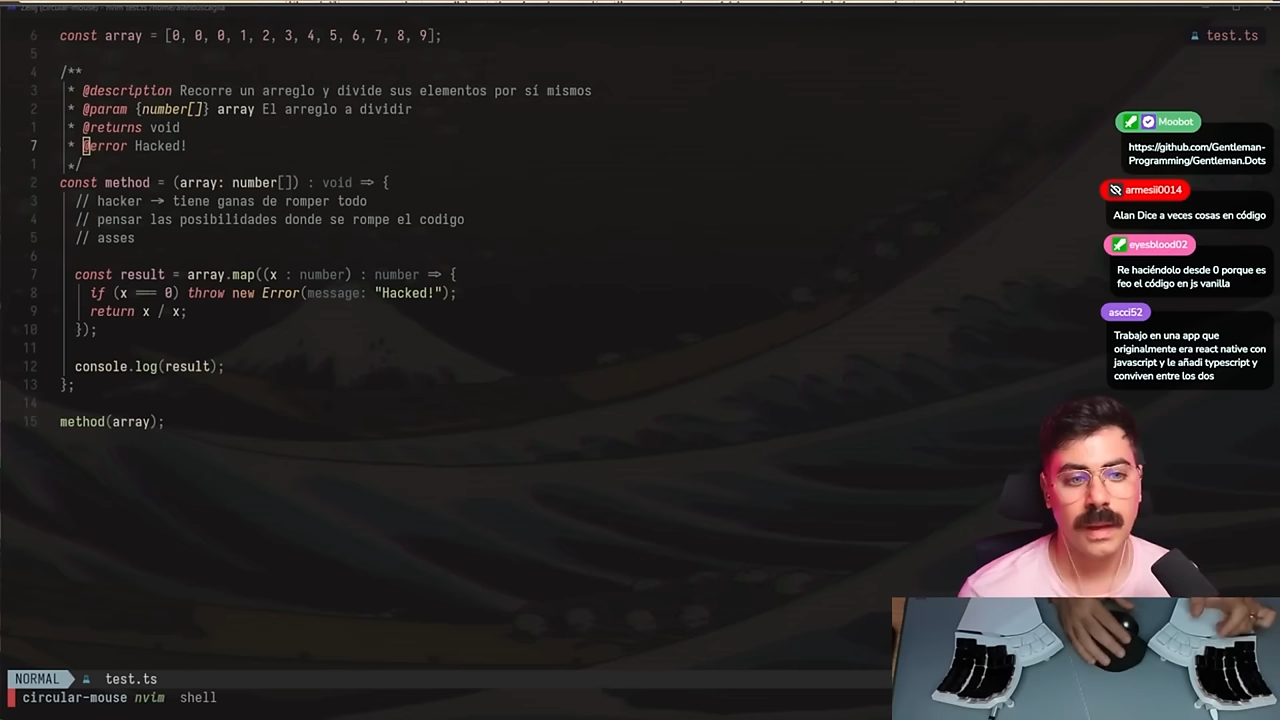 6 const array = [0, 0, 0, 1, 2, 3, 4, 5, 6, 7, 8, 9];
5
4 /**
3 * @description Recorre un arreglo y divide sus elementos por sí mismos
2 * @param {number[]} array El arreglo a dividir
1 * @returns void
7 * @error Hacked!
1 */
2 const method = (array: number[]) : void => {
3 // hacker -> tiene ganas de romper todo
4 // pensar las posibilidades donde se rompe el codigo
5 // asses
6
7 const result = array.map((x : number) : number => {
8 if (x === 0) throw new Error(message: "Hacked!");
9 return x / x;
10 });
11
12 console.log(result);
13 };
14
15 method(array);
test.ts
Moobot
https://github.com/Gentleman-
Programming/Gentleman.Dots
armesii0014
Alan Dice a veces cosas en código
eyesblood02
Re haciéndolo desde 0 porque es
feo el código en js vanilla
ascci52
Trabajo en una app que
originalmente era react native con
javascript y le añadi typescript y
conviven entre los dos
NORMAL test.ts
circular-mouse nvim shell